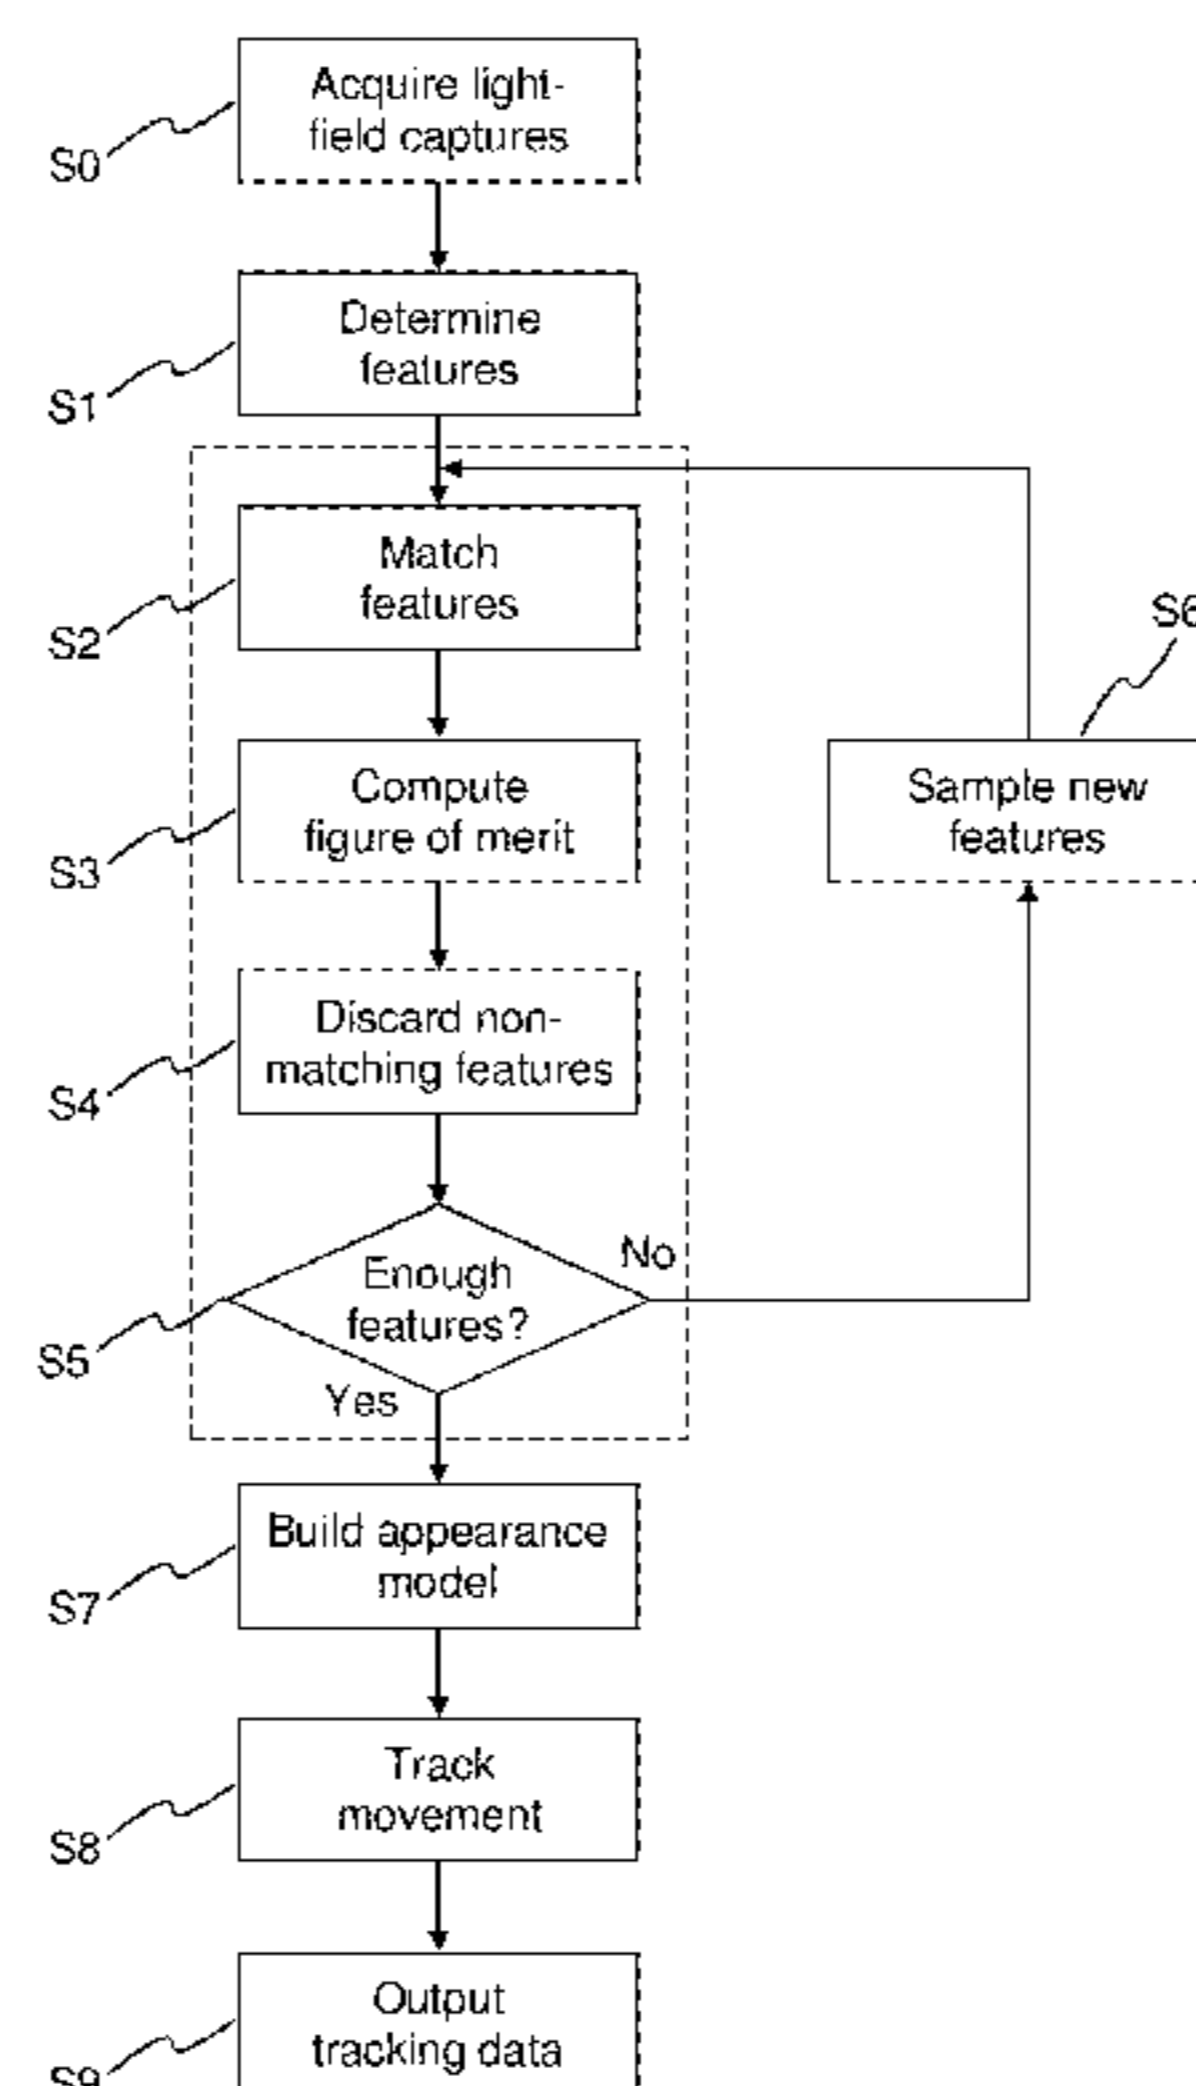 Acquire light-
field captures
S0
Determine
features
S1
Match
features
S2
S6
Compute
figure of merit
S3
Sample new
features
Discard non-
matching features
S4
No
Enough
features?
S5
Yes
Build appearance
model
S7
Track
movement
S8
Output
tracking data
S9